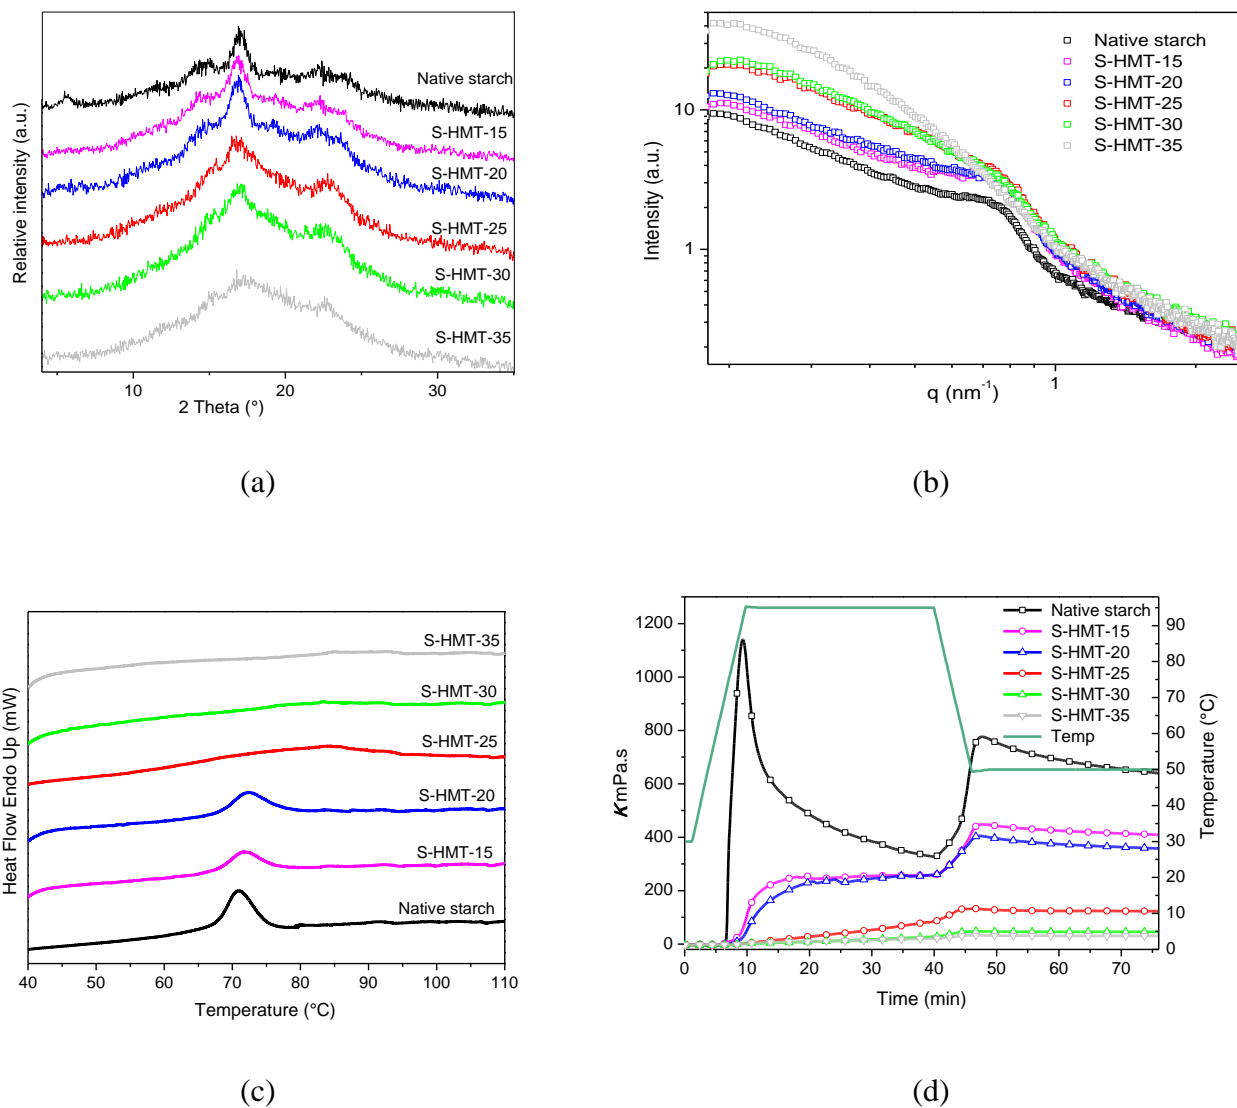 Relative intensity (a.u.)
Native starch
S-HMT-15
S-HMT-20
S-HMT-25
S-HMT-30
S-HMT-35
10
20
30
2 Theta (°)
(a)
Intensity (a.u.)
10
1
Native starch
S-HMT-15
S-HMT-20
S-HMT-25
S-HMT-30
S-HMT-35
1
q (nm-1)
(b)
Heat Flow Endo Up (mW)
S-HMT-35
S-HMT-30
S-HMT-25
S-HMT-20
S-HMT-15
Native starch
40 50 60 70 80 90 100 110
Temperature (°C)
(c)
KmPa.s
1200
1000
800
600
400
200
0
Native starch
S-HMT-15
S-HMT-20
S-HMT-25
S-HMT-30
S-HMT-35
Temp
90
80
70
60
50
40
30
20
10
0
Temperature (°C)
0 10 20 30 40 50 60 70
Time (min)
(d)